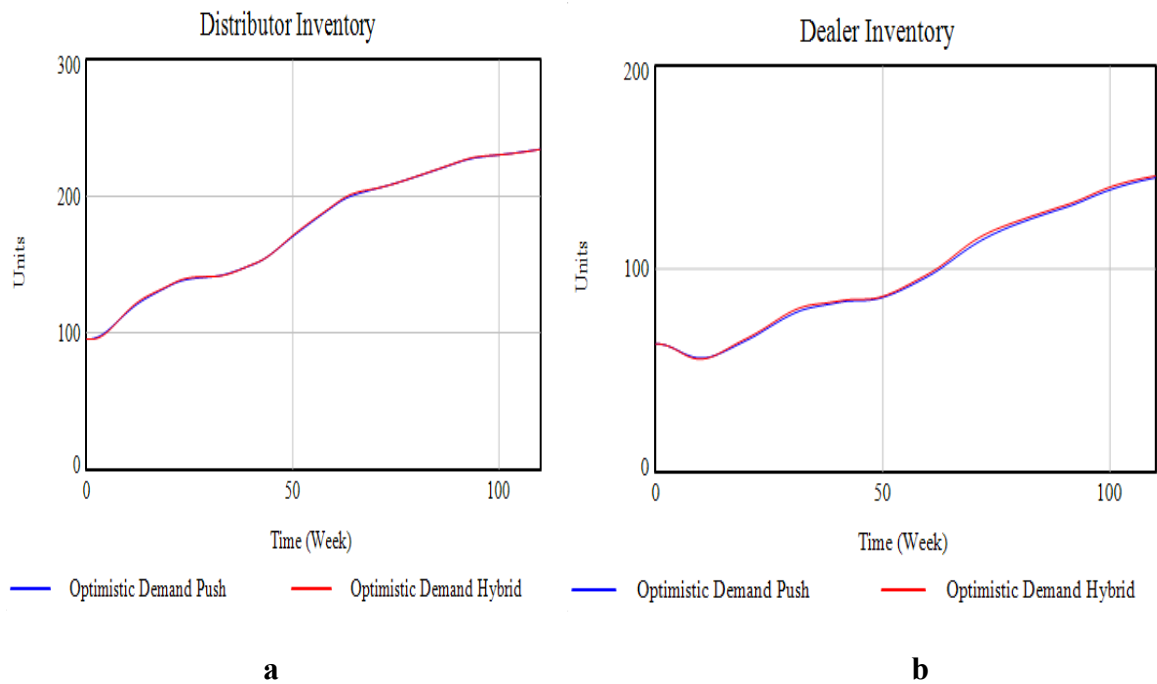 Distributor Inventory
300
200
100
0
Units
0 50 100
Time (Week)
Optimistic Demand Push Optimistic Demand Hybrid
a
Dealer Inventory
200
100
0
Units
0 50 100
Time (Week)
Optimistic Demand Push Optimistic Demand Hybrid
b